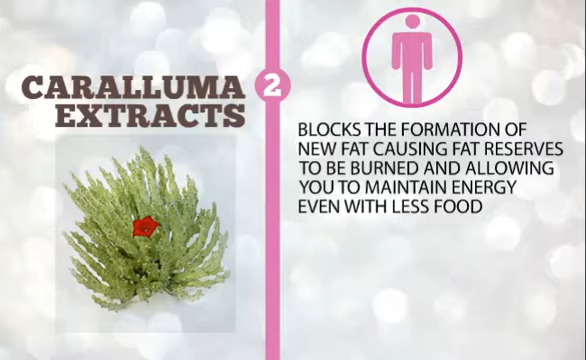 CARALLUMA
EXTRACTS
2
BLOCKS THE FORMATION OF
NEW FAT CAUSING FAT RESERVES
TO BE BURNED AND ALLOWING
YOU TO MAINTAIN ENERGY
EVEN WITH LESS FOOD